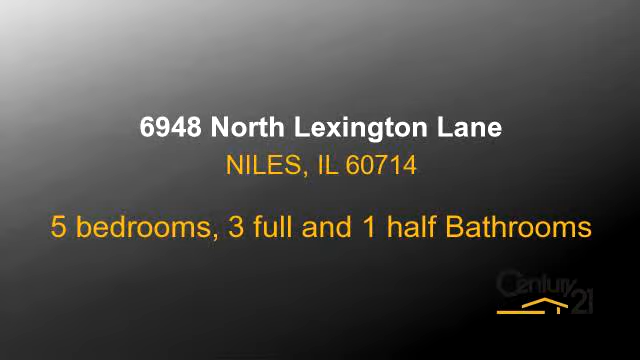 6948 North Lexington Lane
NILES, IL 60714
5 bedrooms, 3 full and 1 half Bathrooms
Century 21